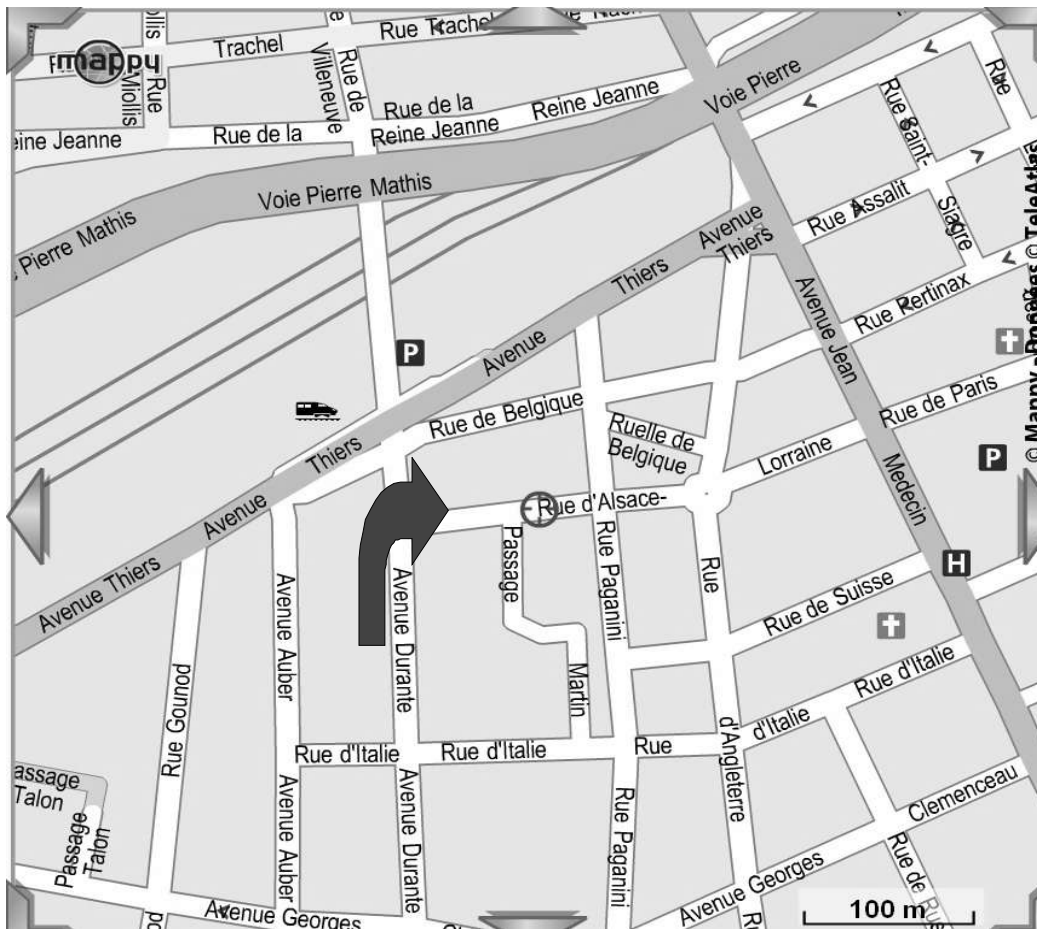 Miollis
Rue
Trachel
Rue Trachel
mappy
Villeneuve
Rue de
Rue de la
Reine Jeanne
Rue de la
Reine Jeanne
eine Jeanne
Voie Pierre
Voie Pierre Mathis
Pierre Mathis
Rue
Rue Saint-
Siagre
Rue Assalit
Avenue
Thiers
Thiers
Thiers
Avenue
Thiers
Avenue
Avenue Thiers
Rue Pertinax
Avenue Jean
Medecin
P
Rue de Belgique
Ruelle de
Belgique
Rue de Paris
Lorraine
P
Rue d'Alsace-
Passage
Martin
Rue Paganini
Rue
d'Angleterre
H
Rue de Suisse
Avenue Auber
Avenue Durante
Rue Gounod
Rue d'Italie
Rue d'Italie
Rue
d'Italie
Rue d'Italie
assage
Talon
Passage
Talon
Avenue Auber
Avenue Durante
Rue Paganini
Clemenceau
Avenue Georges
Avenue Georges
Rue de
100 m
© TeleAtlas
© Mappy